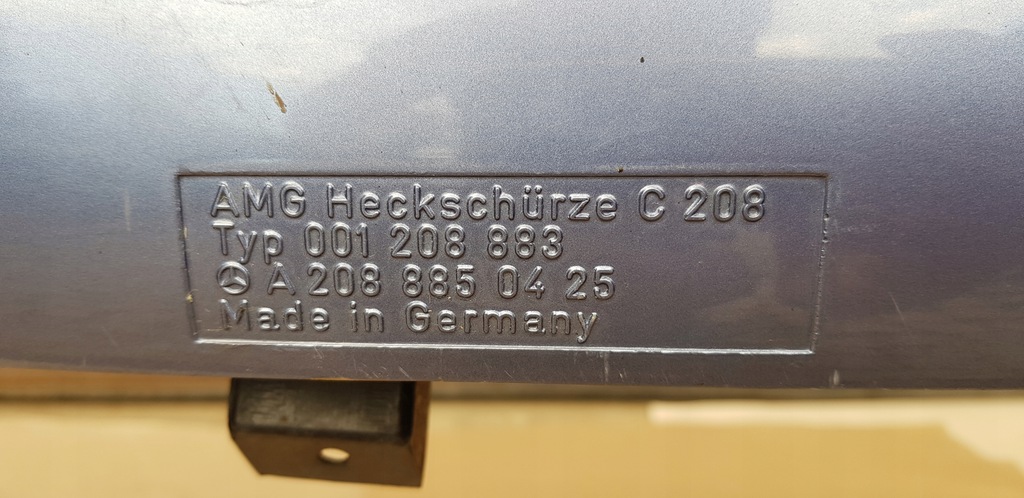 AMG Heckschürze C 208
Typ 001 208 883
A 208 885 04 25
Made in Germany